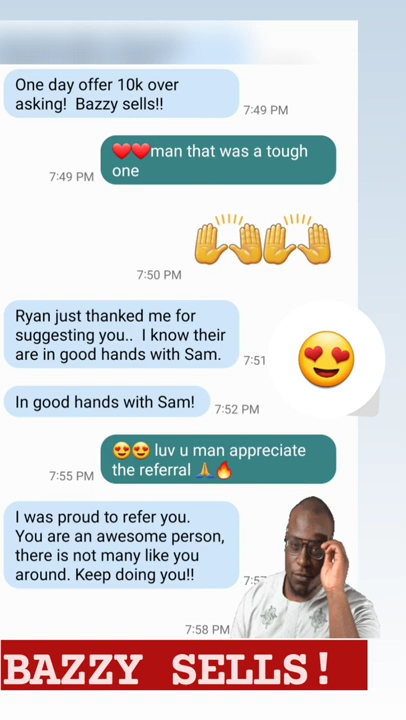 One day offer 10k over
asking!  Bazzy sells!!
7:49 PM
❤️❤️man that was a tough
one
7:49 PM
🙌🙌
7:50 PM
Ryan just thanked me for
suggesting you.. I know their
are in good hands with Sam.
7:51
In good hands with Sam!
7:52 PM
😍😍 luv u man appreciate
the referral 🙏🔥
7:55 PM
I was proud to refer you.
You are an awesome person,
there is not many like you
around. Keep doing you!!
7:57
7:58 PM
BAZZY SELLS!